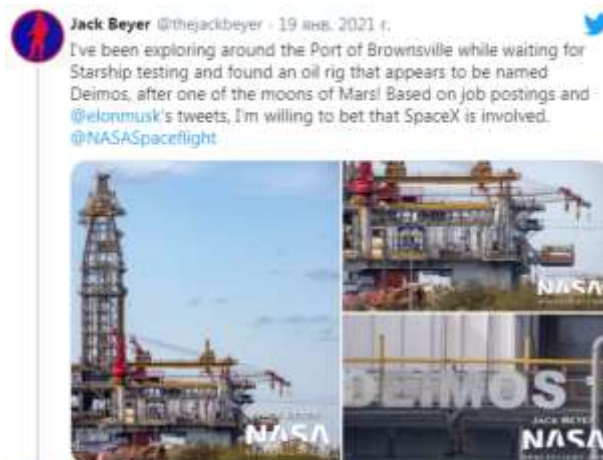 Jack Beyer @thejackbeyer · 19 янв. 2021 г.
I've been exploring around the Port of Brownsville while waiting for
Starship testing and found an oil rig that appears to be named
Deimos, after one of the moons of Mars! Based on job postings and
@elonmusk's tweets, I'm willing to bet that SpaceX is involved.
@NASASpaceflight
NASA
NASA
DEIMOS
JACK BEYER
NASA